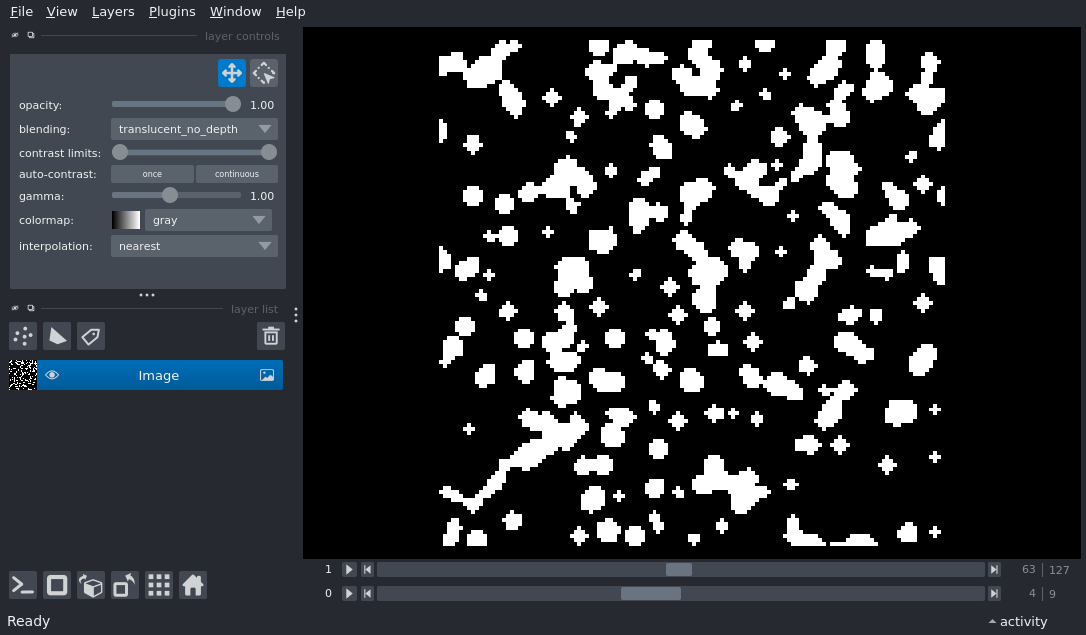 File View Layers Plugins Window Help
layer controls
opacity: 1.00
blending: translucent_no_depth
contrast limits:
auto-contrast: once continuous
gamma: 1.00
colormap: gray
interpolation: nearest
layer list
Image
1 63 127
0 4 9
Ready activity